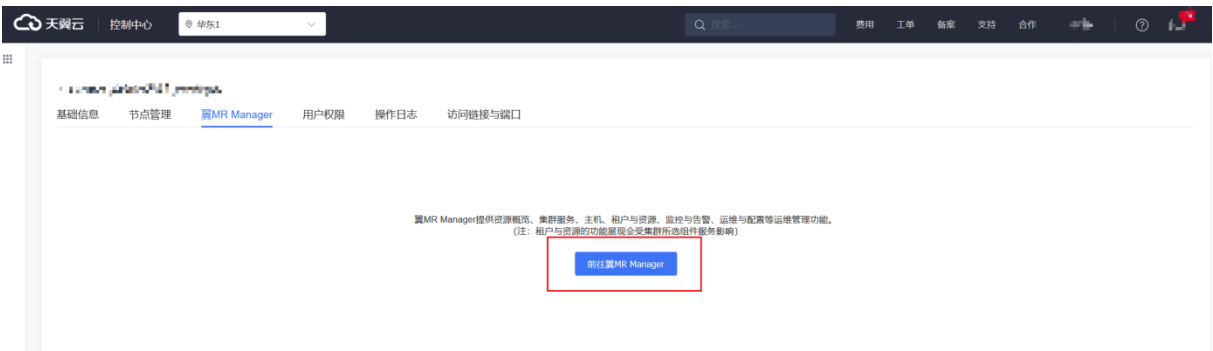 天翼云 控制中心 华东1 搜索... 费用 工单 备案 支持 合作
基础信息 节点管理 翼MR Manager 用户权限 操作日志 访问链接与端口
翼MR Manager提供资源概览、集群服务、主机、租户与资源、监控与告警、运维与配置等运维管理功能。
(注：租户与资源的功能展现会受集群所选组件服务影响)
前往翼MR Manager